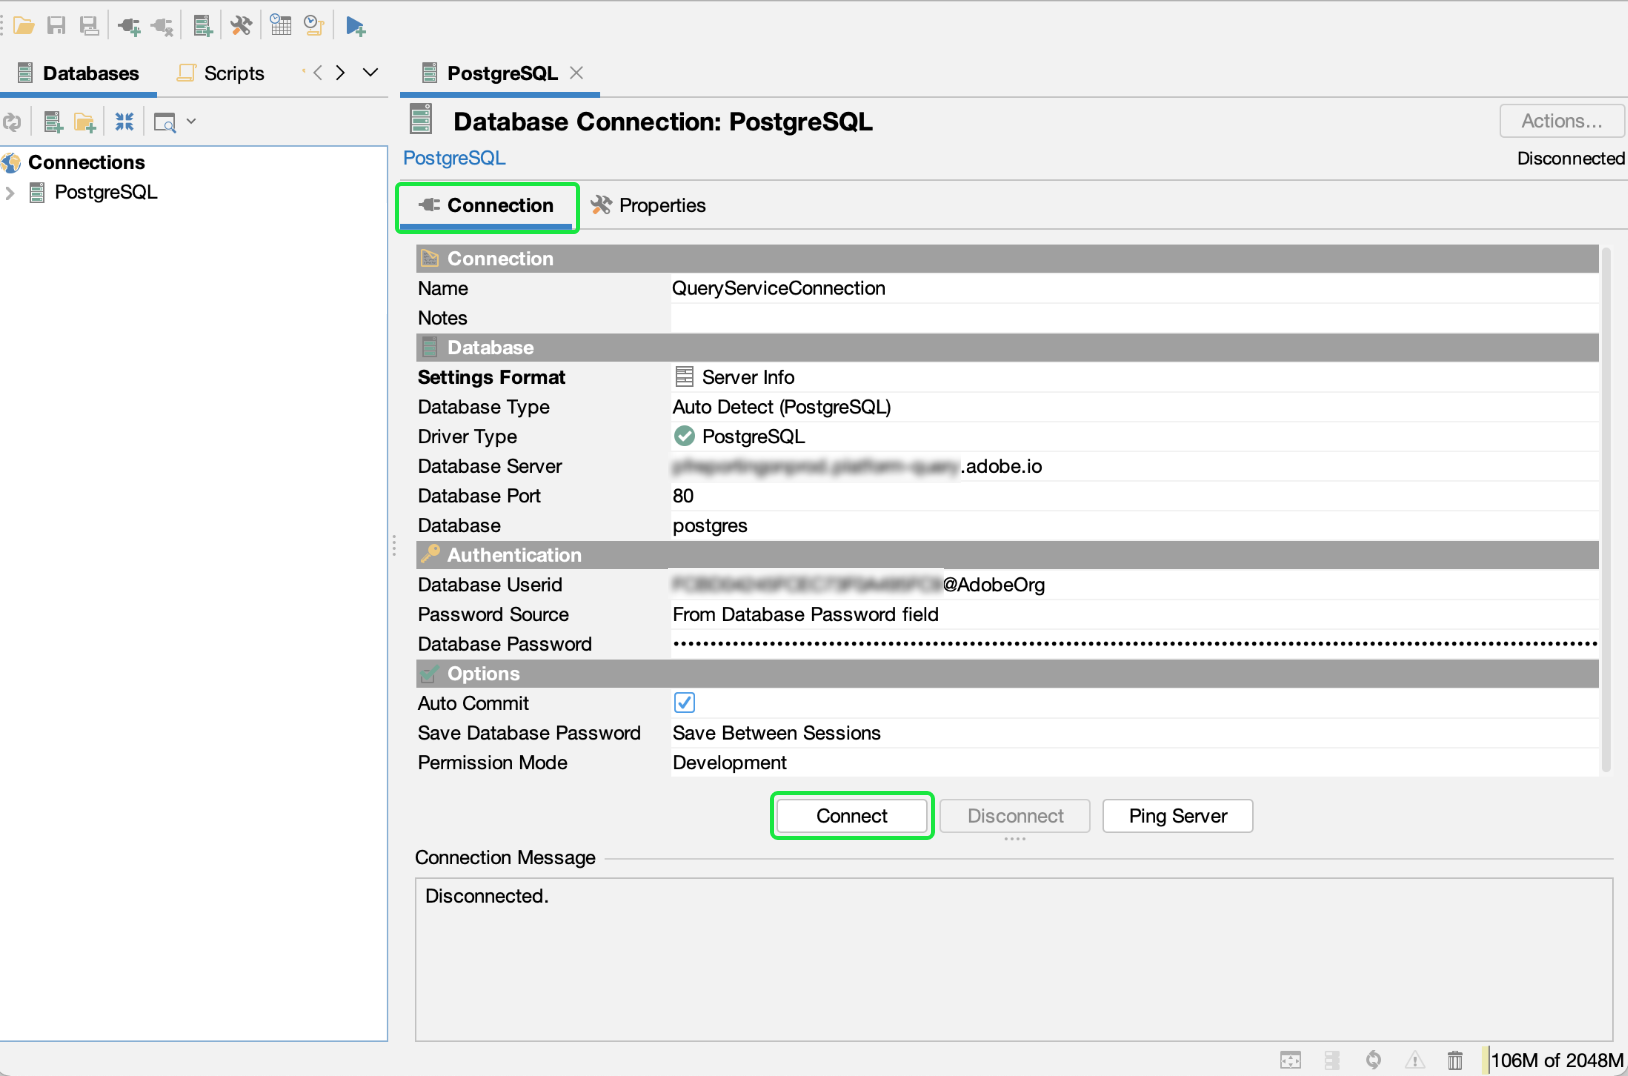 Databases
Scripts
PostgreSQL
Database Connection: PostgreSQL
Actions...
PostgreSQL
Disconnected
Connections
PostgreSQL
Connection
Properties
Connection
Name QueryServiceConnection
Notes
Database
Settings Format Server Info
Database Type Auto Detect (PostgreSQL)
Driver Type PostgreSQL
Database Server .adobe.io
Database Port 80
Database postgres
Authentication
Database Userid @AdobeOrg
Password Source From Database Password field
Database Password
Options
Auto Commit
Save Database Password Save Between Sessions
Permission Mode Development
Connect Disconnect Ping Server
Connection Message
Disconnected.
106M of 2048M